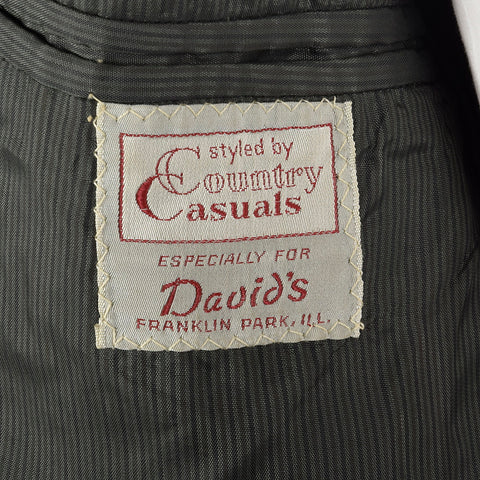 styled by
Country
Casuals
ESPECIALLY FOR
David's
FRANKLIN PARK, ILL.